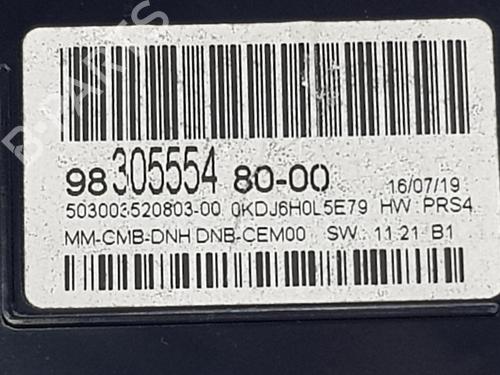 98 305554 80-00 16/07/19
503003520803-00 0KDJ6H0L5E79 HW PRS4
MM-CMB-DNH DNB-CEM00 SW 11.21 B1
B-PARTS